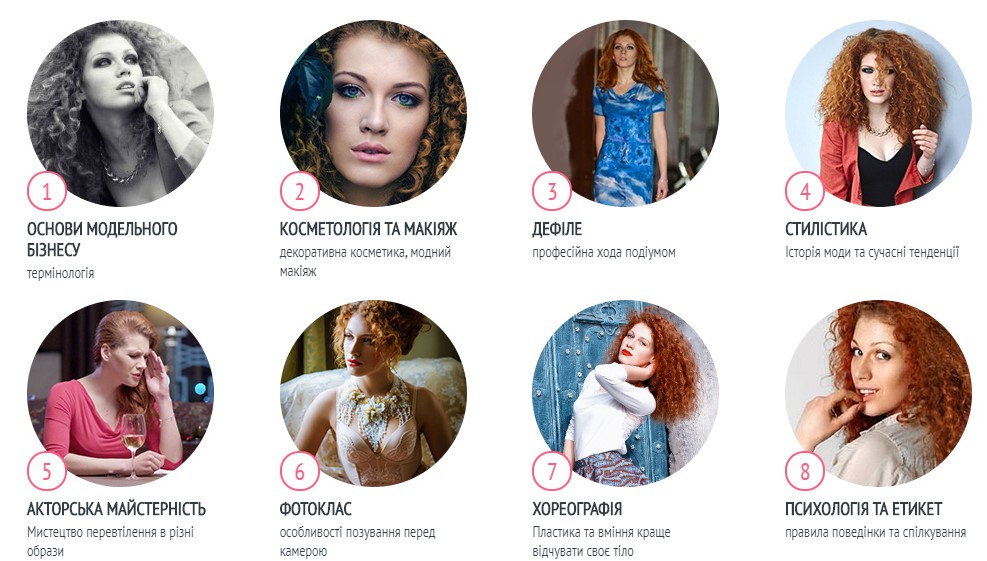 1
ОСНОВИ МОДЕЛЬНОГО
БІЗНЕСУ
термінологія
2
КОСМЕТОЛОГІЯ ТА МАКІЯЖ
декоративна косметика, модний
макіяж
3
ДЕФІЛЕ
професійна хода подіумом
4
СТИЛІСТИКА
Історія моди та сучасні тенденції
5
АКТОРСЬКА МАЙСТЕРНІСТЬ
Мистецтво перевтілення в різні
образи
6
ФОТОКЛАС
особливості позування перед
камерою
7
ХОРЕОГРАФІЯ
Пластика та вміння краще
відчувати своє тіло
8
ПСИХОЛОГІЯ ТА ЕТИКЕТ
правила поведінки та спілкування